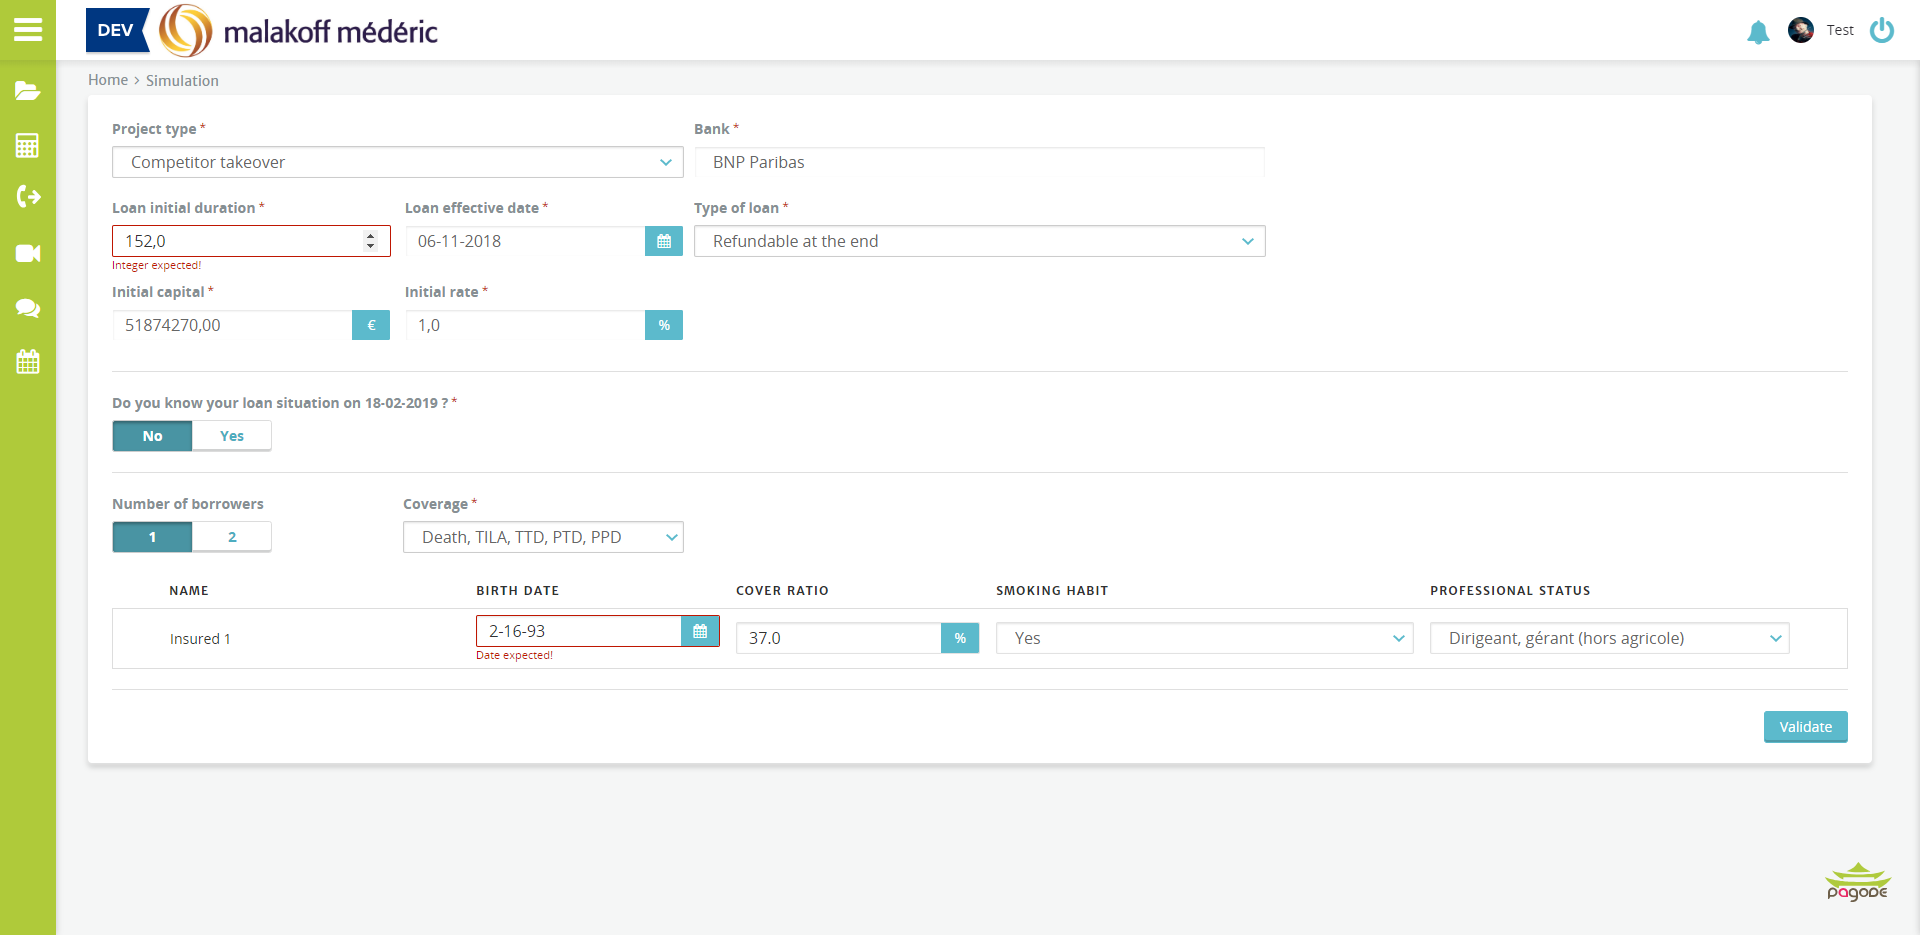 DEV malakoff médéric Test
Home > Simulation
Project type * Bank *
Competitor takeover BNP Paribas
Loan initial duration * Loan effective date * Type of loan *
152,0 06-11-2018 Refundable at the end
Integer expected!
Initial capital * Initial rate *
51874270,00 € 1,0 %
Do you know your loan situation on 18-02-2019 ? *
No Yes
Number of borrowers Coverage *
1 2 Death, TILA, TTD, PTD, PPD
NAME BIRTH DATE COVER RATIO SMOKING HABIT PROFESSIONAL STATUS
Insured 1 2-16-93 37.0 % Yes Dirigeant, gérant (hors agricole)
Date expected!
Validate
pagode